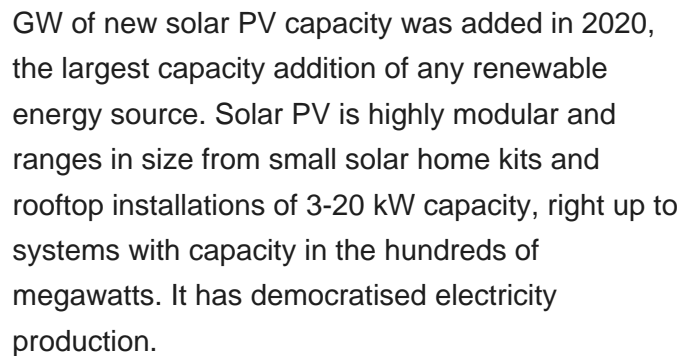 GW of new solar PV capacity was added in 2020,
the largest capacity addition of any renewable
energy source. Solar PV is highly modular and
ranges in size from small solar home kits and
rooftop installations of 3-20 kW capacity, right up to
systems with capacity in the hundreds of
megawatts. It has democratised electricity
production.